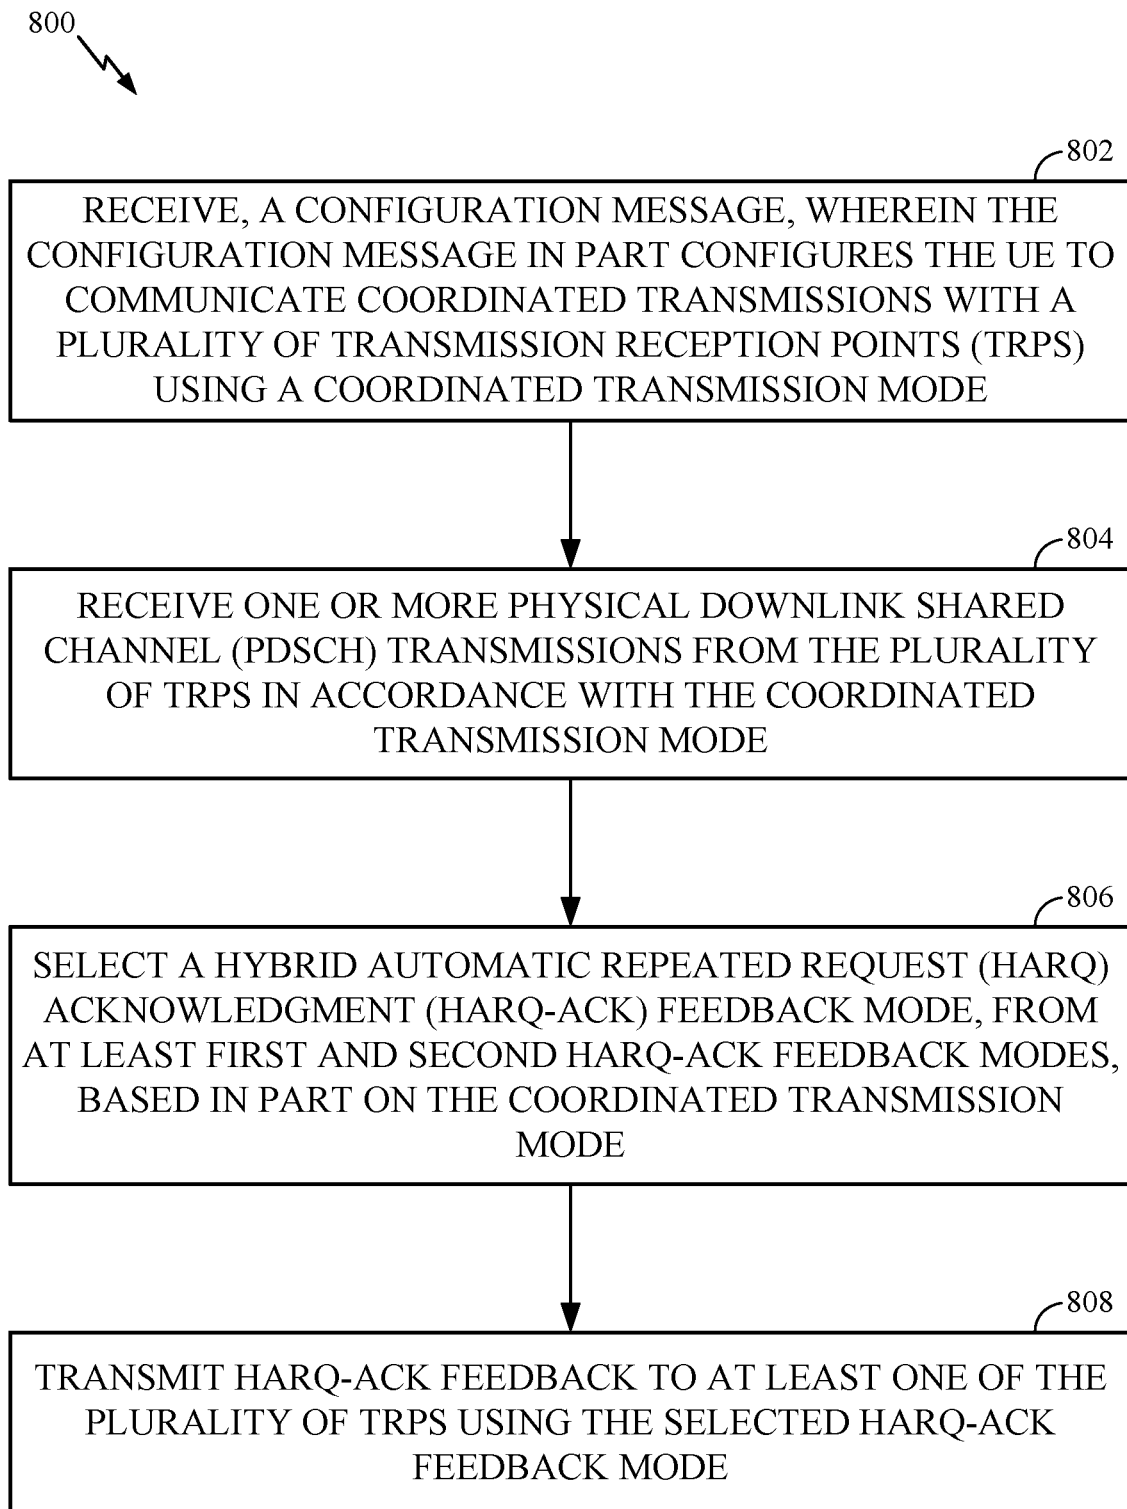 800
802
RECEIVE, A CONFIGURATION MESSAGE, WHEREIN THE
CONFIGURATION MESSAGE IN PART CONFIGURES THE UE TO
COMMUNICATE COORDINATED TRANSMISSIONS WITH A
PLURALITY OF TRANSMISSION RECEPTION POINTS (TRPS)
USING A COORDINATED TRANSMISSION MODE
804
RECEIVE ONE OR MORE PHYSICAL DOWNLINK SHARED
CHANNEL (PDSCH) TRANSMISSIONS FROM THE PLURALITY
OF TRPS IN ACCORDANCE WITH THE COORDINATED
TRANSMISSION MODE
806
SELECT A HYBRID AUTOMATIC REPEATED REQUEST (HARQ)
ACKNOWLEDGMENT (HARQ-ACK) FEEDBACK MODE, FROM
AT LEAST FIRST AND SECOND HARQ-ACK FEEDBACK MODES,
BASED IN PART ON THE COORDINATED TRANSMISSION
MODE
808
TRANSMIT HARQ-ACK FEEDBACK TO AT LEAST ONE OF THE
PLURALITY OF TRPS USING THE SELECTED HARQ-ACK
FEEDBACK MODE